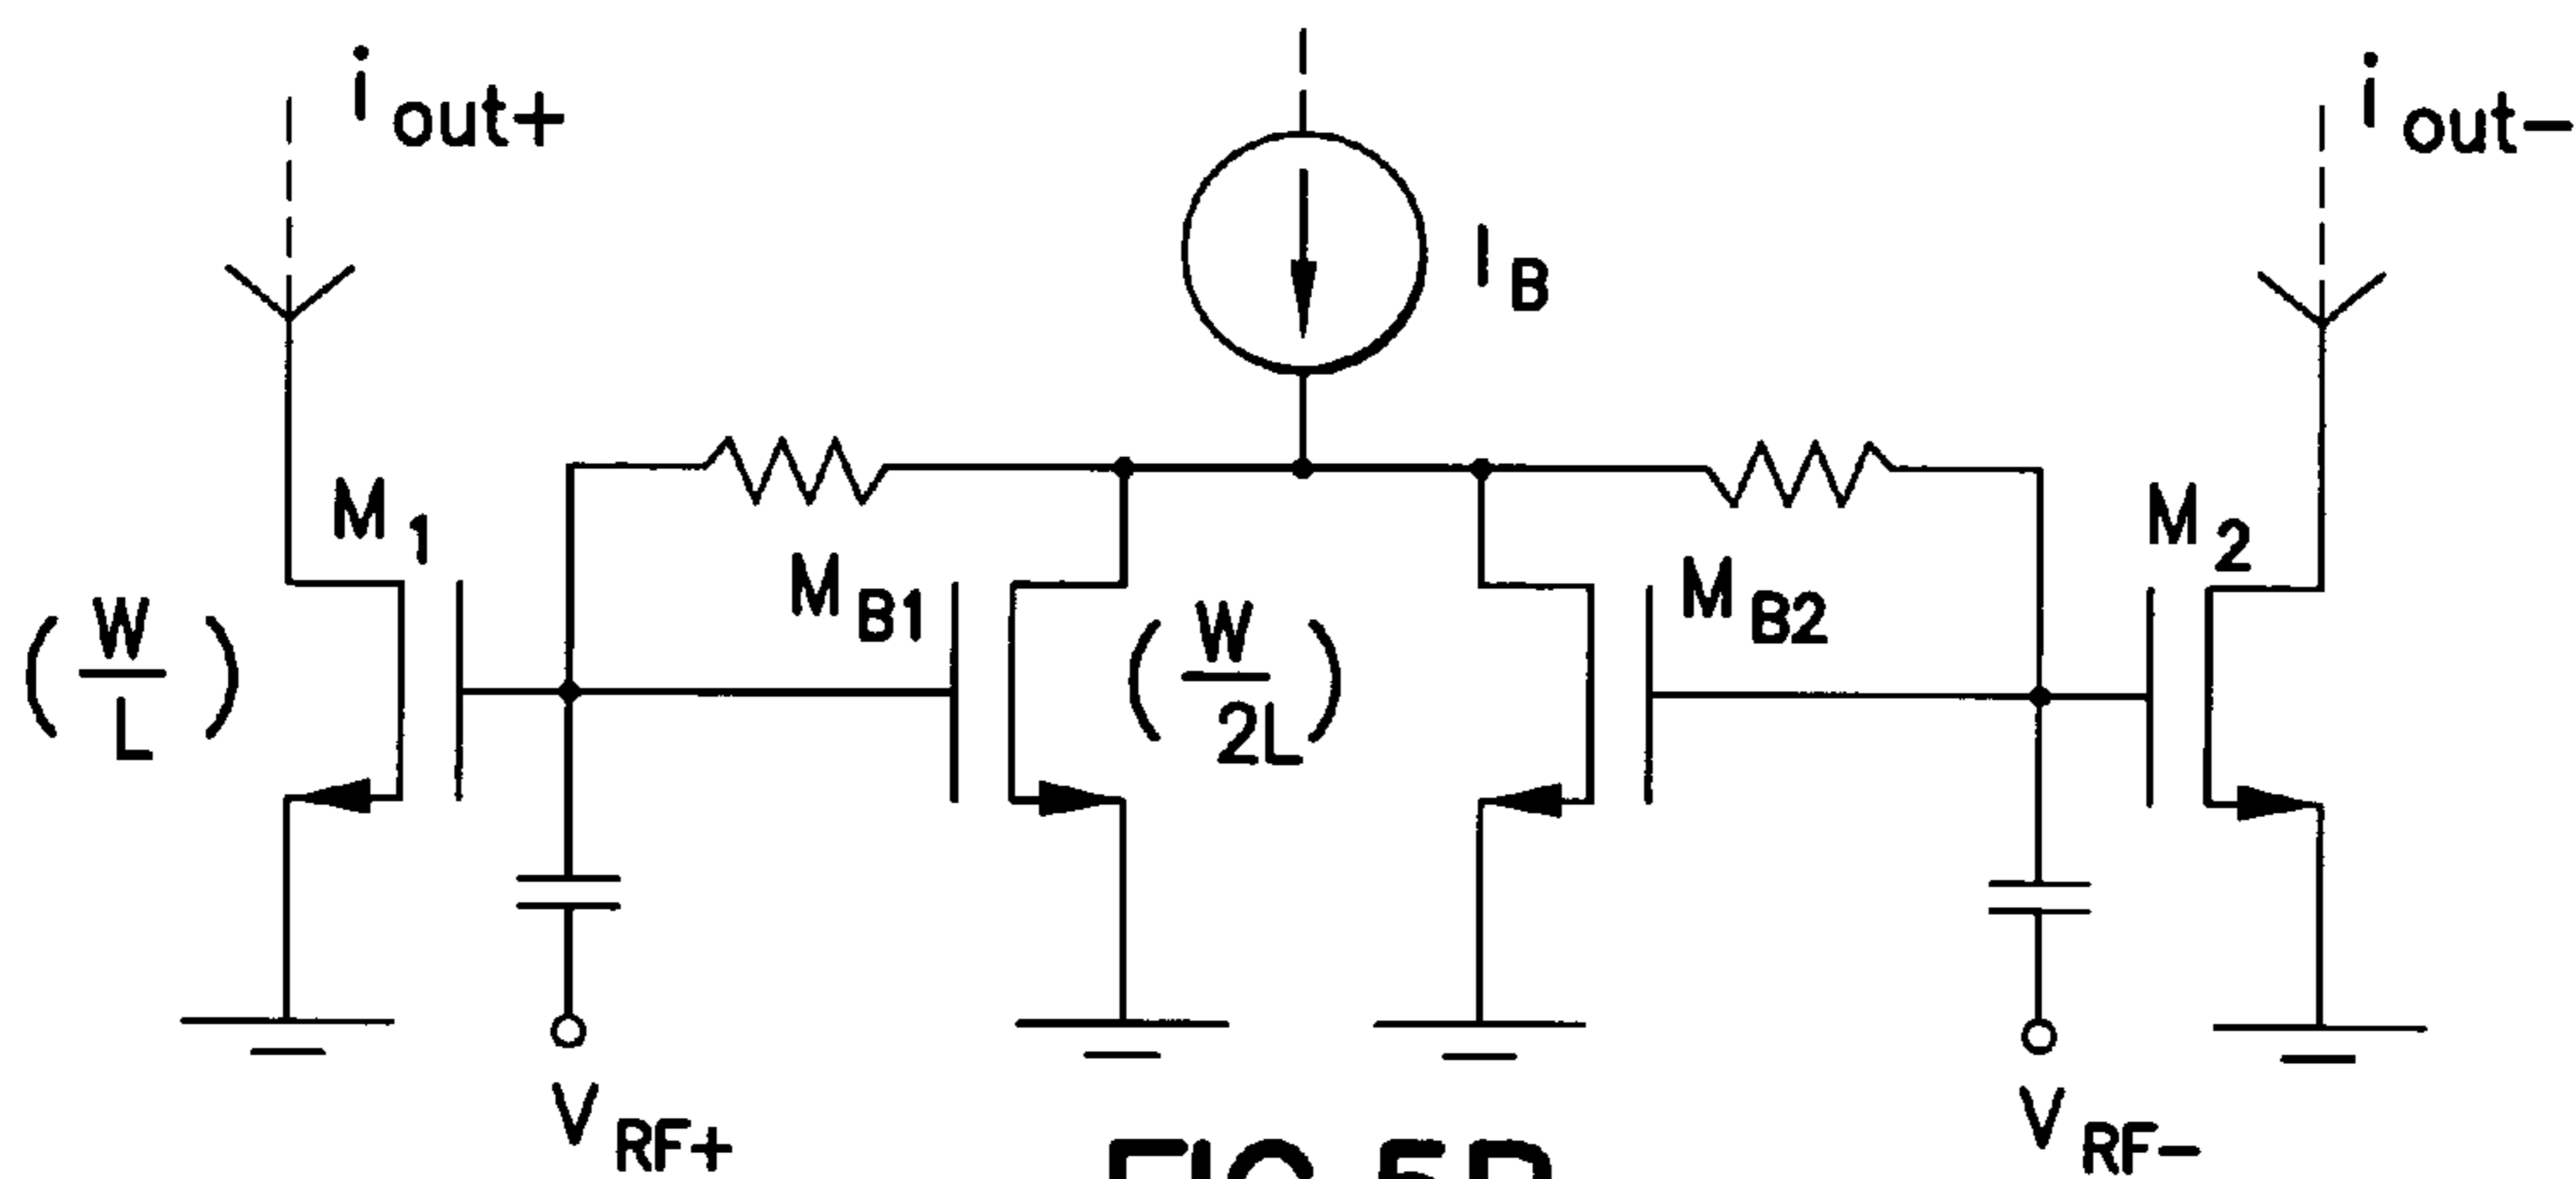 i out+
i out-
I B
M 1
M B1
M B2
M 2
( W / L )
( W / 2L )
V RF+
V RF-